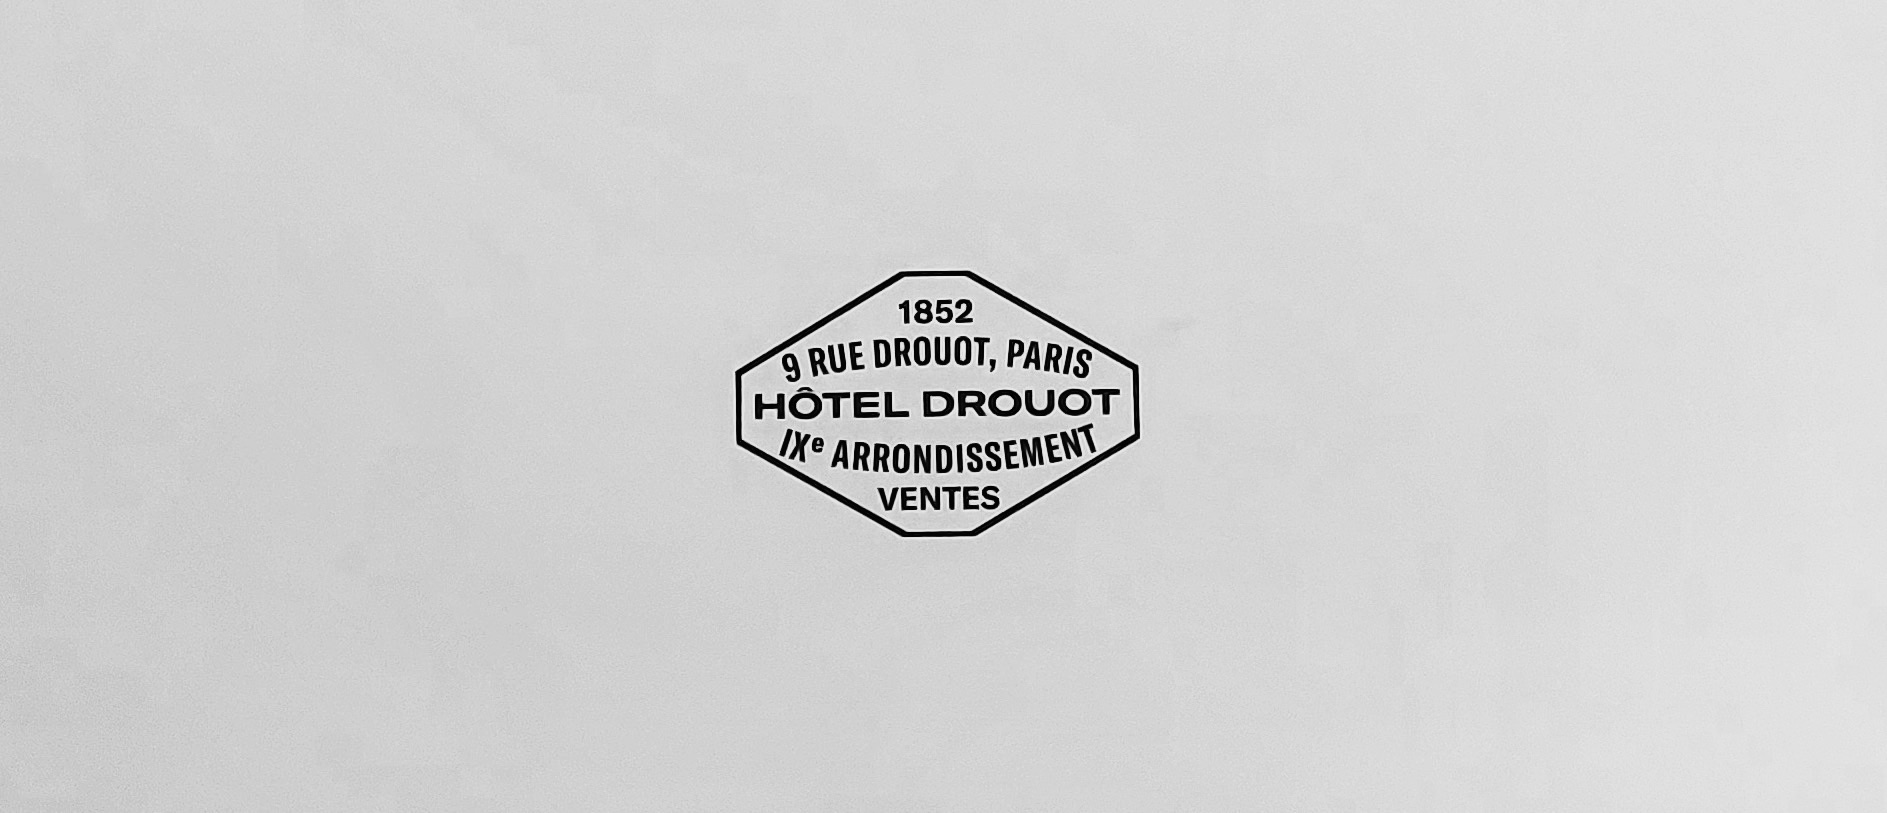 1852
9 RUE DROUOT, PARIS
HÔTEL DROUOT
IXe ARRONDISSEMENT
VENTES